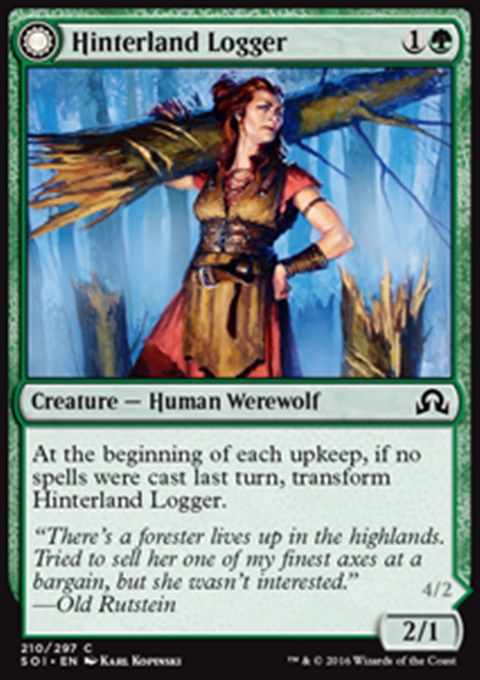 Hinterland Logger 1
Creature — Human Werewolf
At the beginning of each upkeep, if no
spells were cast last turn, transform
Hinterland Logger.
“There’s a forester lives up in the highlands.
Tried to sell her one of my finest axes at a
bargain, but she wasn’t interested.”
—Old Rutstein
4/2
2/1
210/297 C
SOI • EN Karl Kopinski
™ & © 2016 Wizards of the Coast